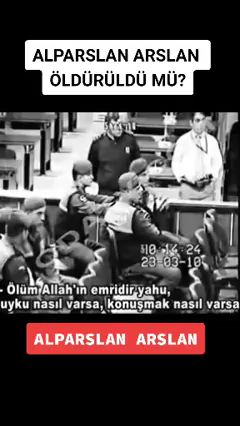 ALPARSLAN ARSLAN
ÖLDÜRÜLDÜ MÜ?
10:14:24
23-03-10
- Ölüm Allah'ın emridir yahu,
uyku nasıl varsa, konuşmak nasıl varsa
ALPARSLAN ARSLAN